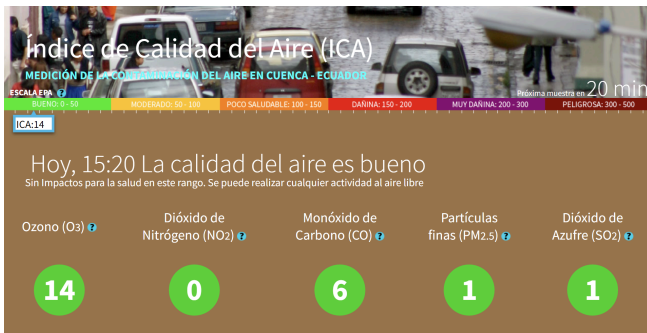 Índice de Calidad del Aire (ICA)
MEDICIÓN DE LA CONTAMINACIÓN DEL AIRE EN CUENCA - ECUADOR
ESCALA EPA ?
Próxima muestra en 20 min
BUENO: 0 - 50
MODERADO: 50 - 100
POCO SALUDABLE: 100 - 150
DAÑINA: 150 - 200
MUY DAÑINA: 200 - 300
PELIGROSA: 300 - 500
ICA:14
Hoy, 15:20 La calidad del aire es bueno
Sin Impactos para la salud en este rango. Se puede realizar cualquier actividad al aire libre
Ozono (O3) ?
14
Dióxido de
Nitrógeno (NO2) ?
0
Monóxido de
Carbono (CO) ?
6
Partículas
finas (PM2.5) ?
1
Dióxido de
Azufre (SO2) ?
1